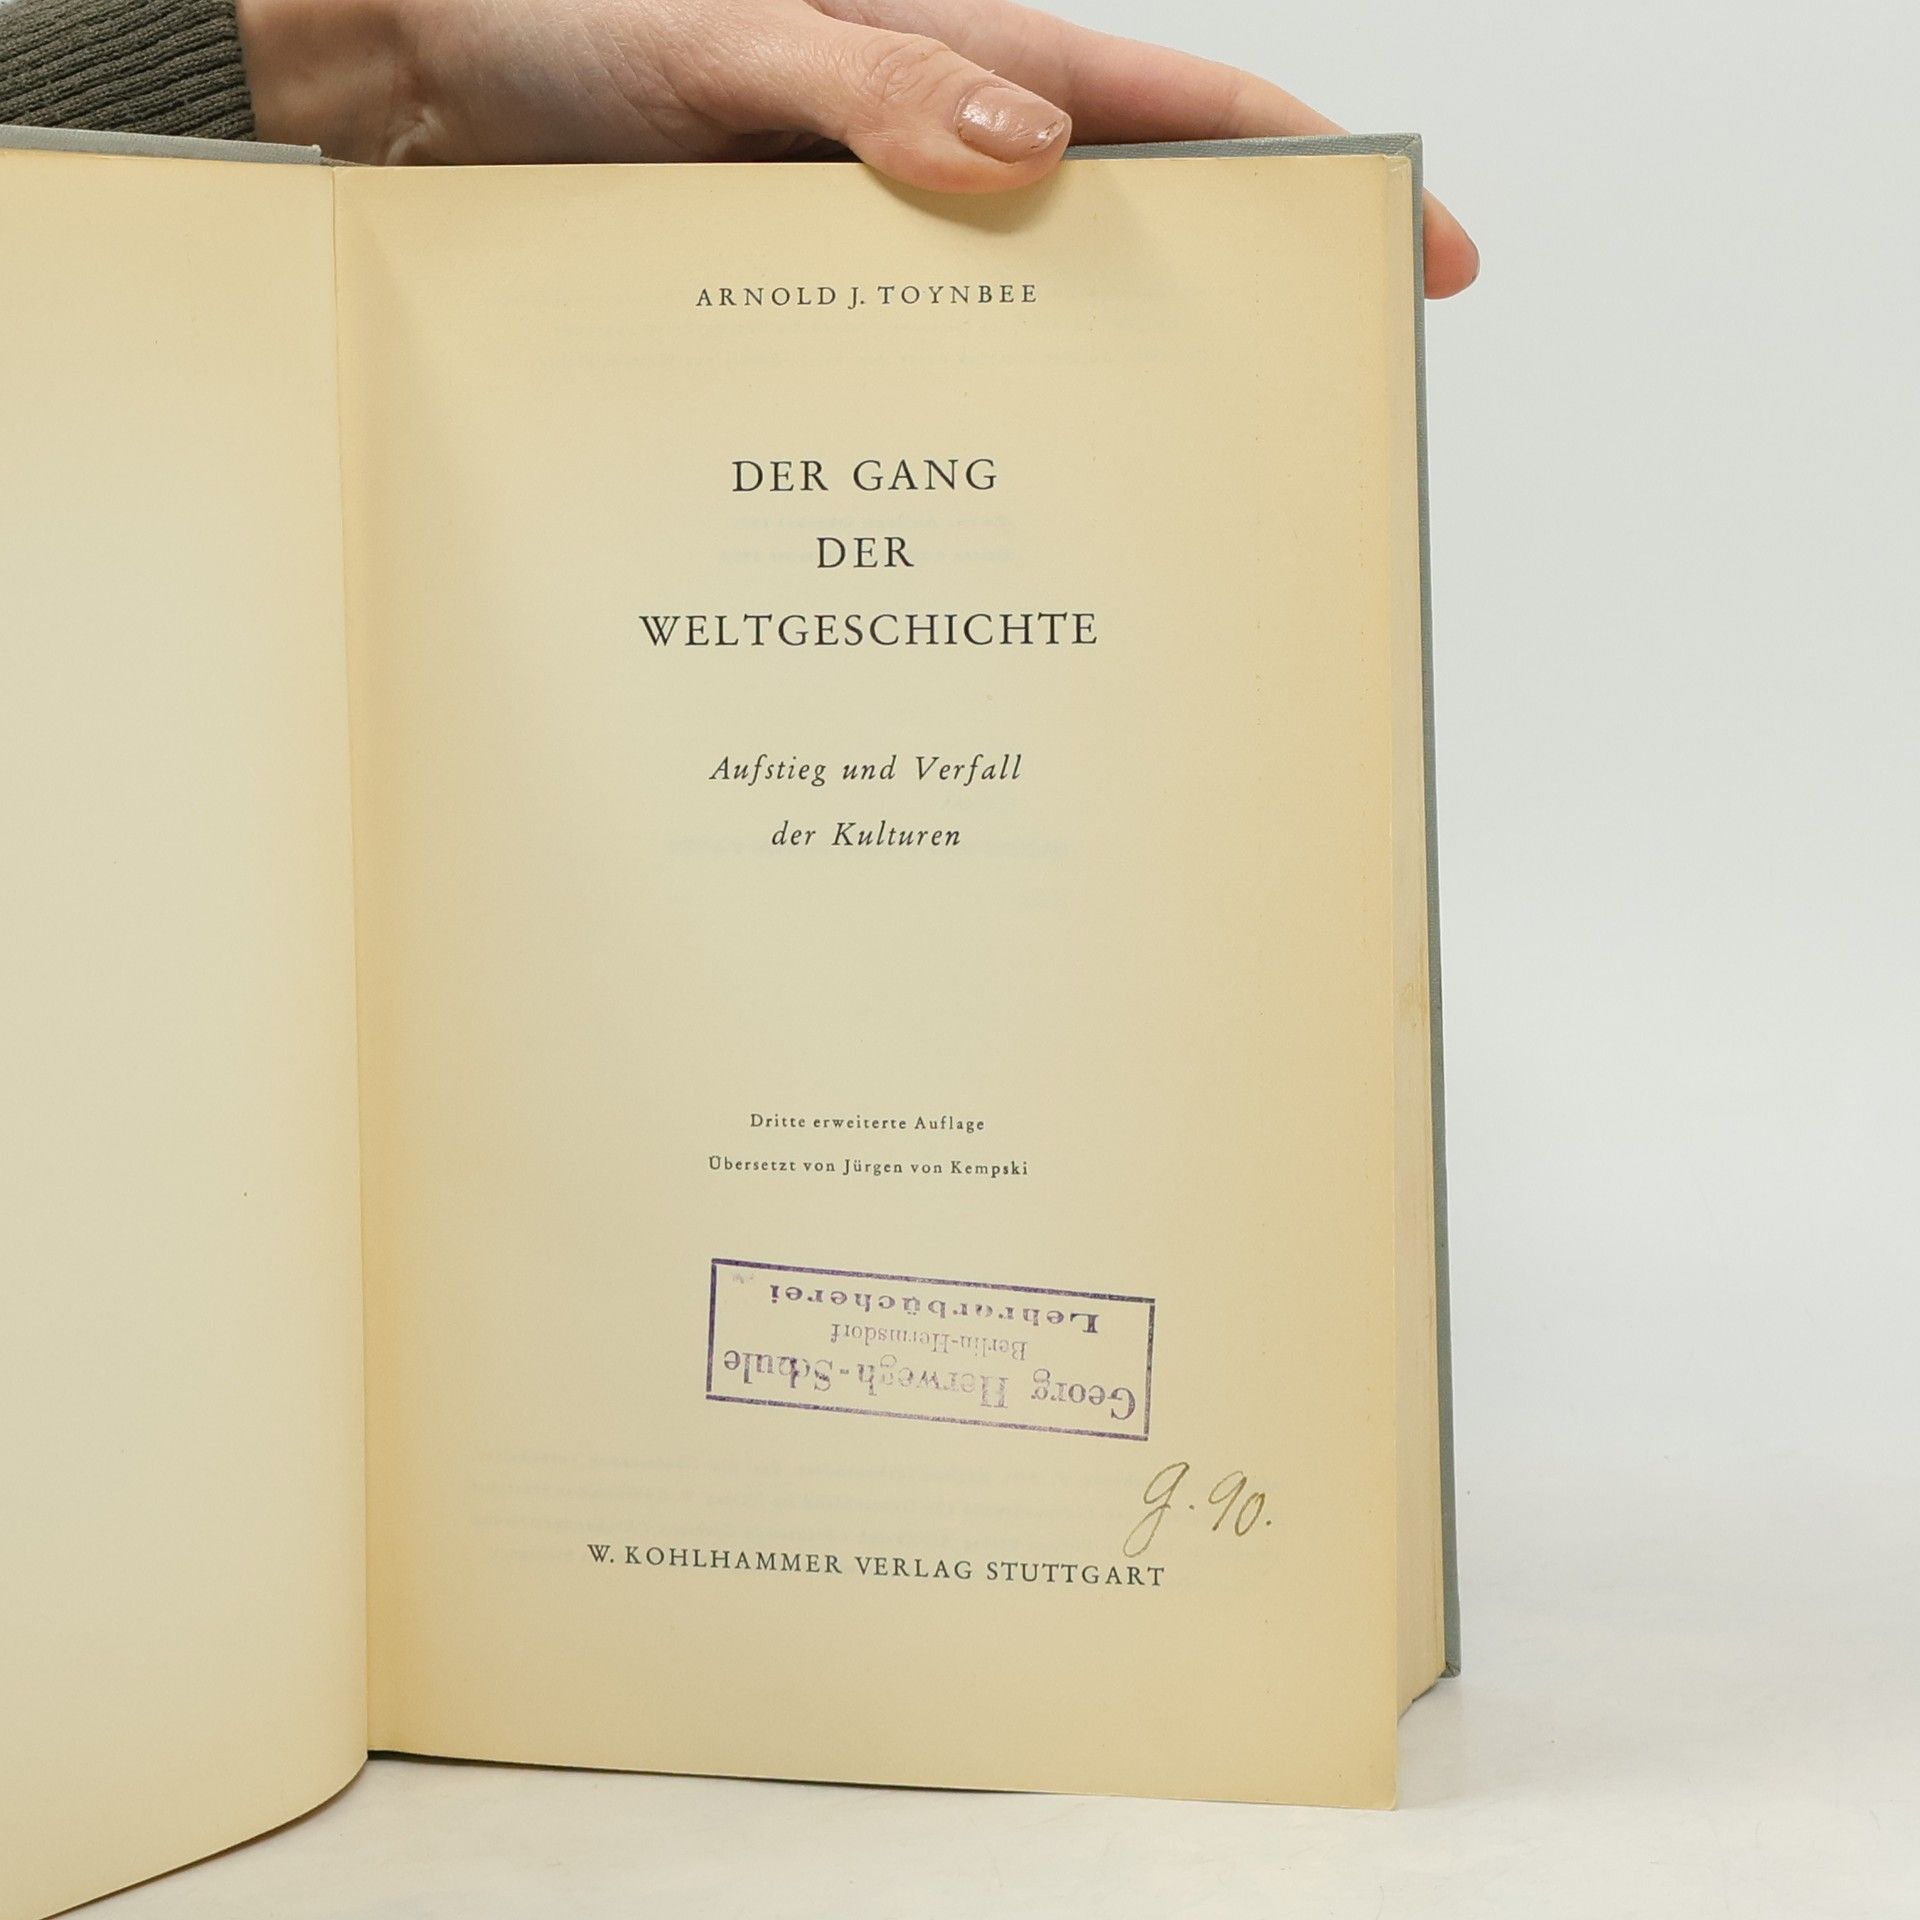 ARNOLD J. TOYNBEE
DER GANG
DER
WELTGESCHICHTE
Aufstieg und Verfall
der Kulturen
Dritte erweiterte Auflage
Übersetzt von Jürgen von Kempski
Georg Herwegh-Schule
Berlin-Hermsdorf
Lehrerbücherei
g. 90.
W. KOHLHAMMER VERLAG STUTTGART